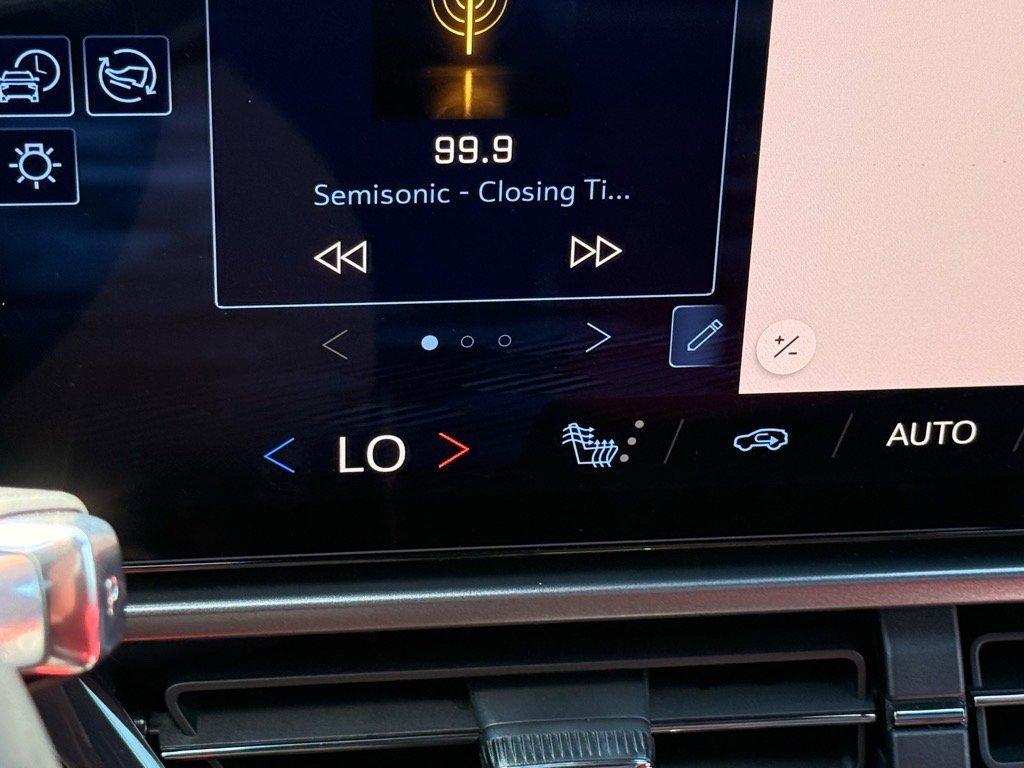 99.9
Semisonic - Closing Ti...
LO
AUTO
P